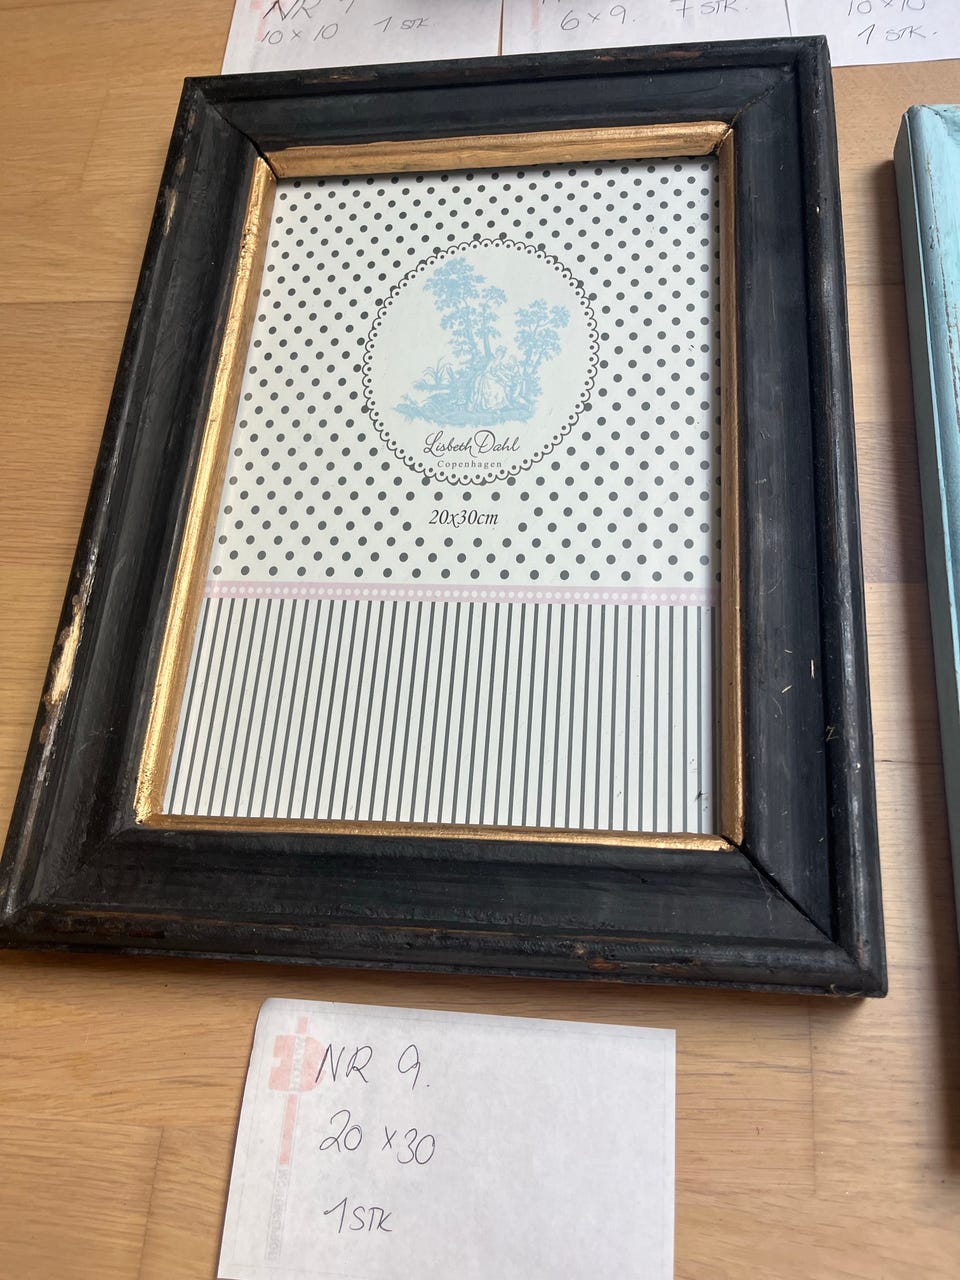 NR 9
10 x 10 1 STK
6 x 9. 7 STK.
10 x 10
1 STK.
Lisbeth Dahl
Copenhagen
20x30cm
NR 9.
20 x 30
1 STK